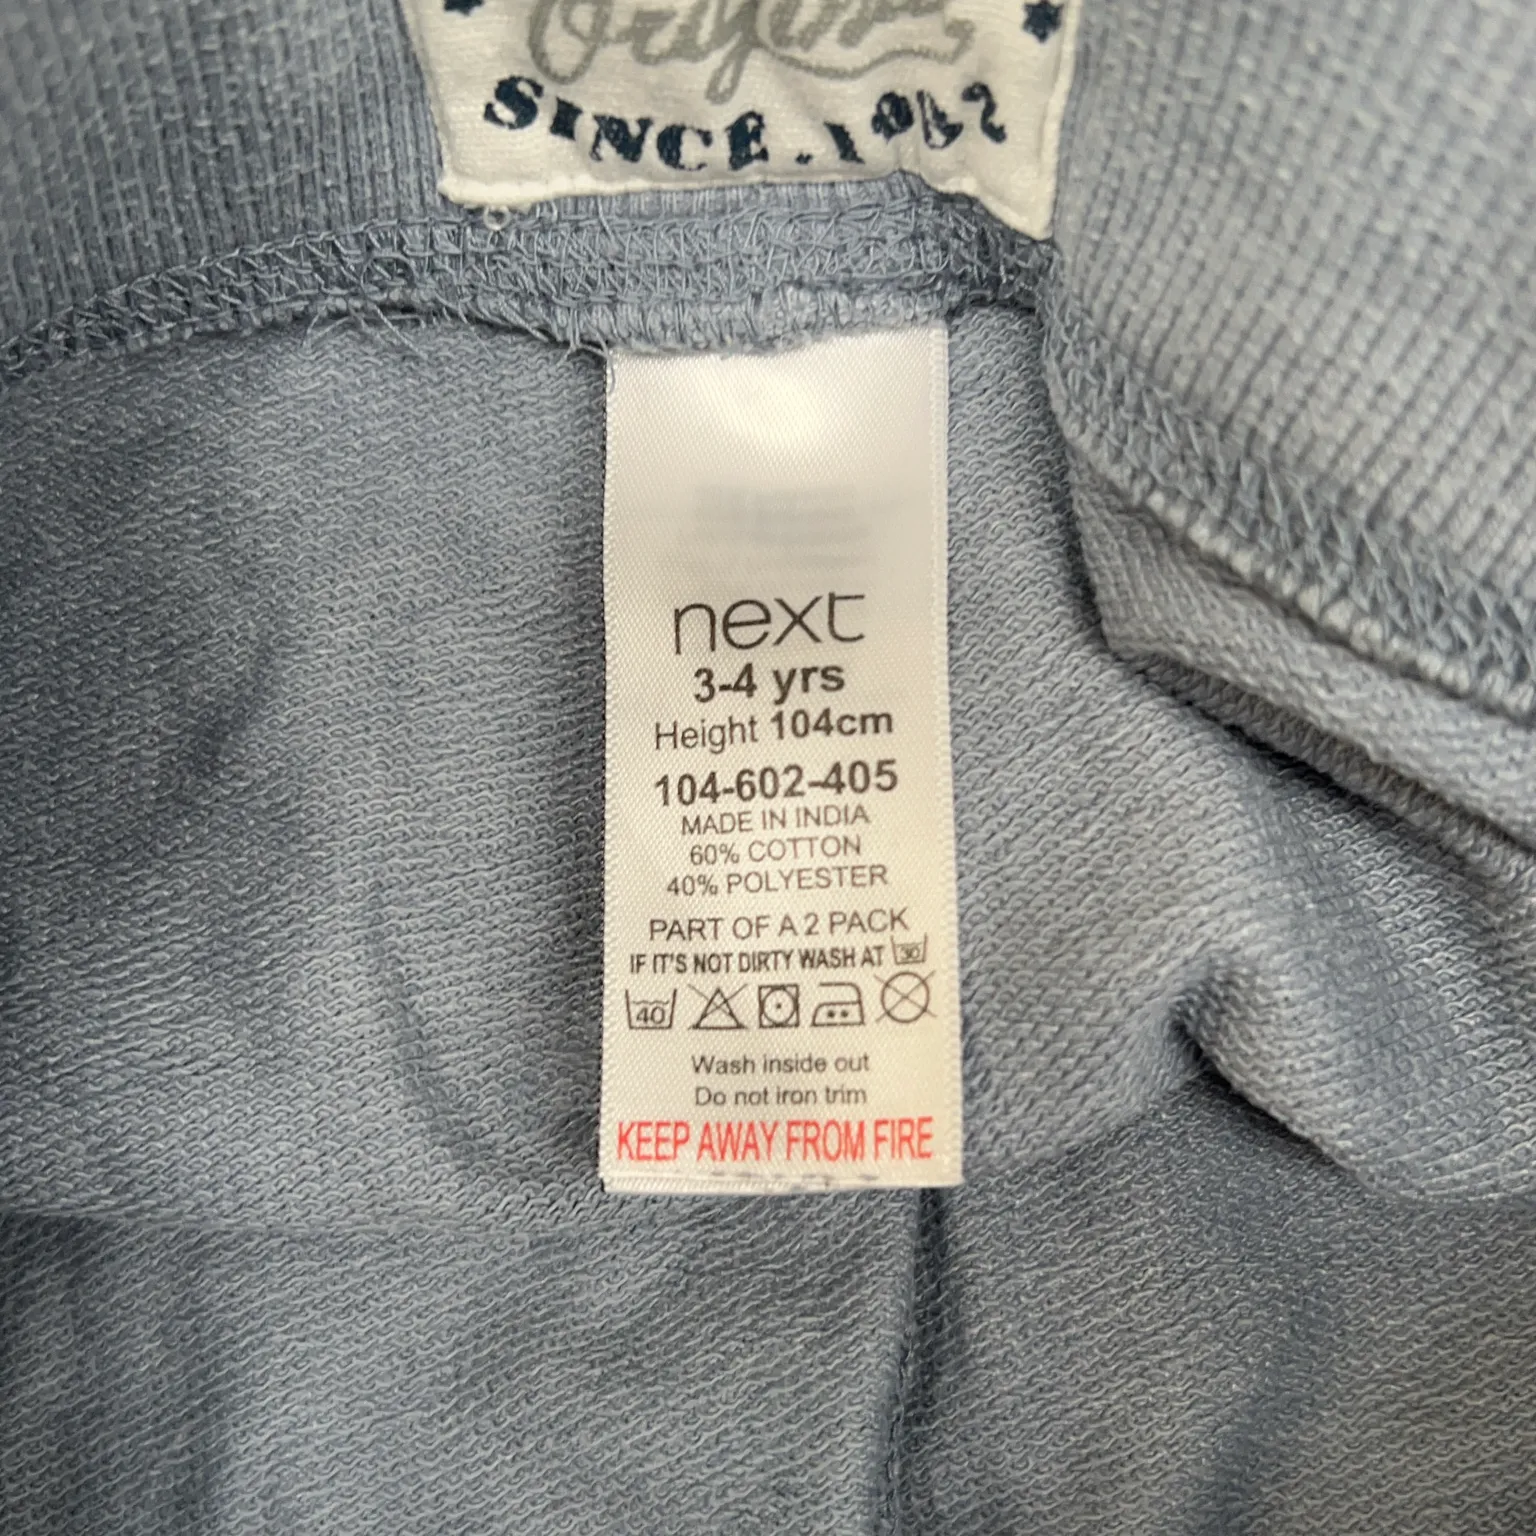 Original
SINCE.1982
next
3-4 yrs
Height 104cm
104-602-405
MADE IN INDIA
60% COTTON
40% POLYESTER
PART OF A 2 PACK
IF IT'S NOT DIRTY WASH AT 30
40
Wash inside out
Do not iron trim
KEEP AWAY FROM FIRE